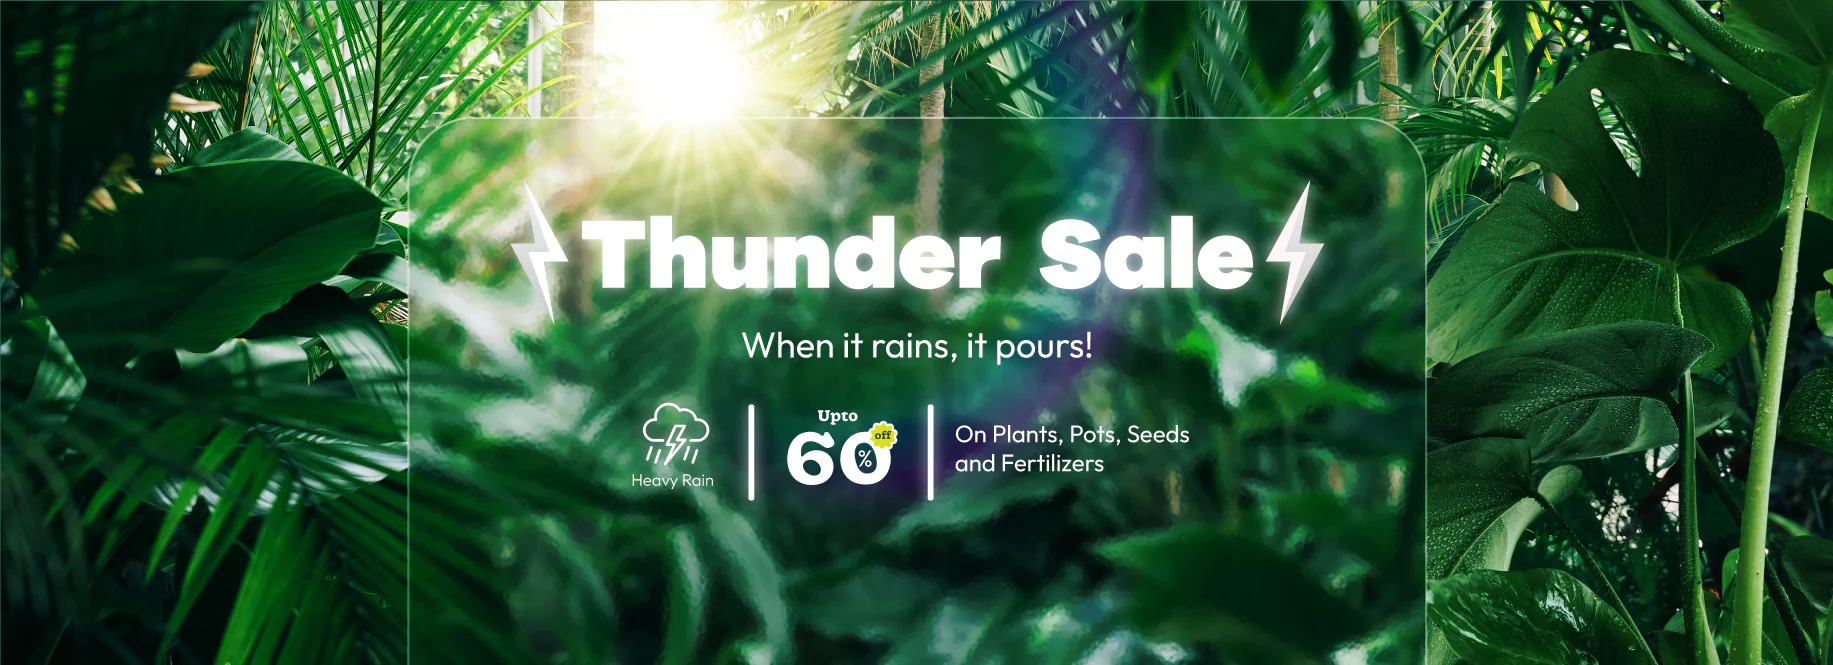 Thunder Sale
When it rains, it pours!
Heavy Rain
Upto
60%
off
On Plants, Pots, Seeds
and Fertilizers